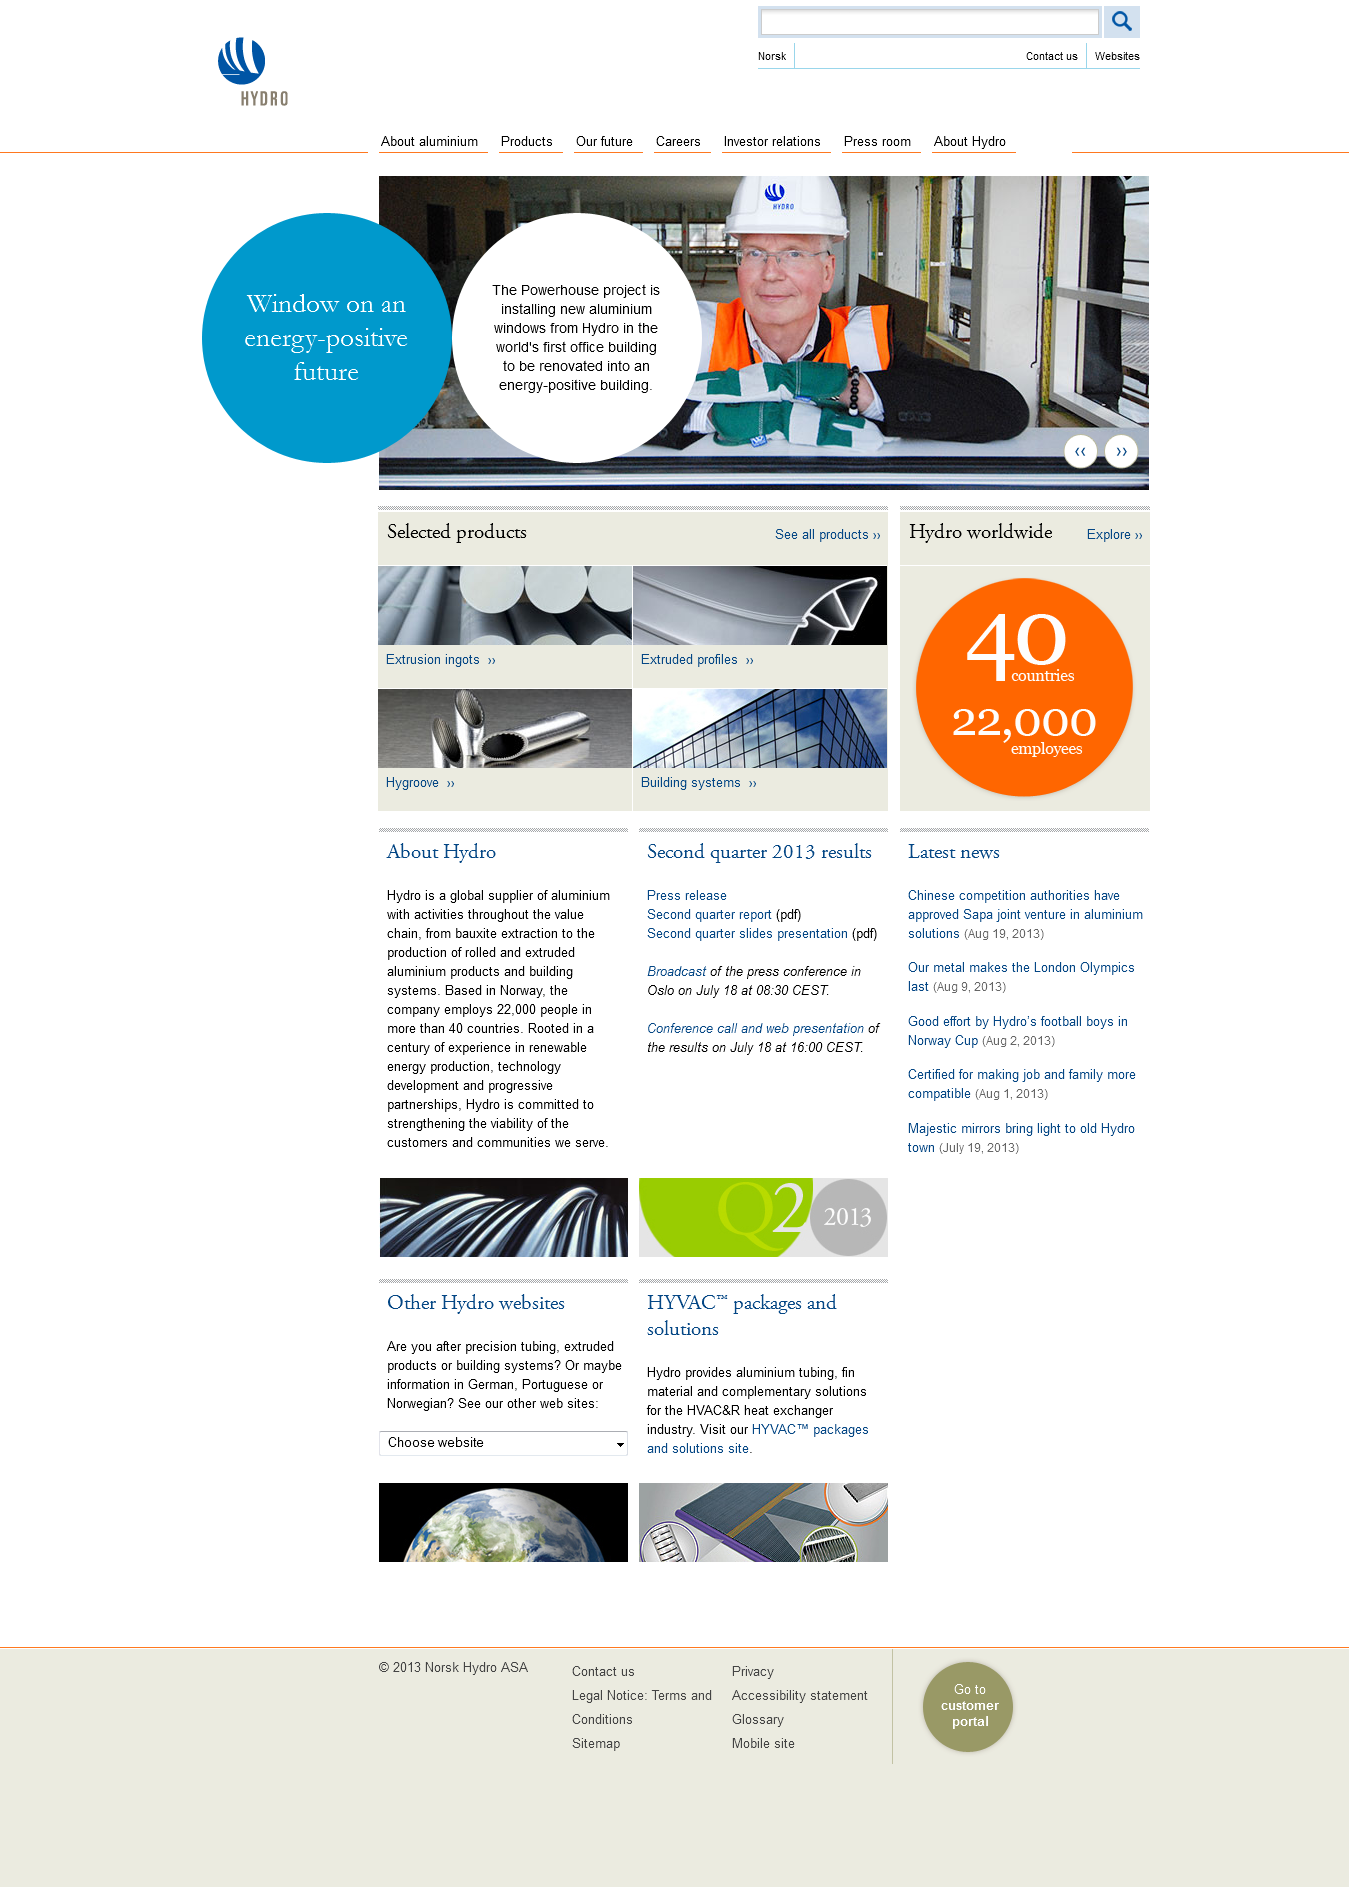 Norsk
Contact us
Websites
HYDRO
About aluminium
Products
Our future
Careers
Investor relations
Press room
About Hydro
HYDRO
Window on an
energy-positive
future
The Powerhouse project is
installing new aluminium
windows from Hydro in the
world's first office building
to be renovated into an
energy-positive building.
‹‹
››
Selected products
See all products ››
Extrusion ingots ››
Extruded profiles ››
Hygroove ››
Building systems ››
Hydro worldwide
Explore ››
40
countries
22,000
employees
About Hydro
Hydro is a global supplier of aluminium
with activities throughout the value
chain, from bauxite extraction to the
production of rolled and extruded
aluminium products and building
systems. Based in Norway, the
company employs 22,000 people in
more than 40 countries. Rooted in a
century of experience in renewable
energy production, technology
development and progressive
partnerships, Hydro is committed to
strengthening the viability of the
customers and communities we serve.
Second quarter 2013 results
Press release
Second quarter report (pdf)
Second quarter slides presentation (pdf)
Broadcast of the press conference in
Oslo on July 18 at 08:30 CEST.
Conference call and web presentation of
the results on July 18 at 16:00 CEST.
Q2 2013
Latest news
Chinese competition authorities have
approved Sapa joint venture in aluminium
solutions (Aug 19, 2013)
Our metal makes the London Olympics
last (Aug 9, 2013)
Good effort by Hydro's football boys in
Norway Cup (Aug 2, 2013)
Certified for making job and family more
compatible (Aug 1, 2013)
Majestic mirrors bring light to old Hydro
town (July 19, 2013)
Other Hydro websites
Are you after precision tubing, extruded
products or building systems? Or maybe
information in German, Portuguese or
Norwegian? See our other web sites:
Choose website
HYVAC™ packages and
solutions
Hydro provides aluminium tubing, fin
material and complementary solutions
for the HVAC&R heat exchanger
industry. Visit our HYVAC™ packages
and solutions site.
© 2013 Norsk Hydro ASA
Contact us
Legal Notice: Terms and
Conditions
Sitemap
Privacy
Accessibility statement
Glossary
Mobile site
Go to
customer
portal